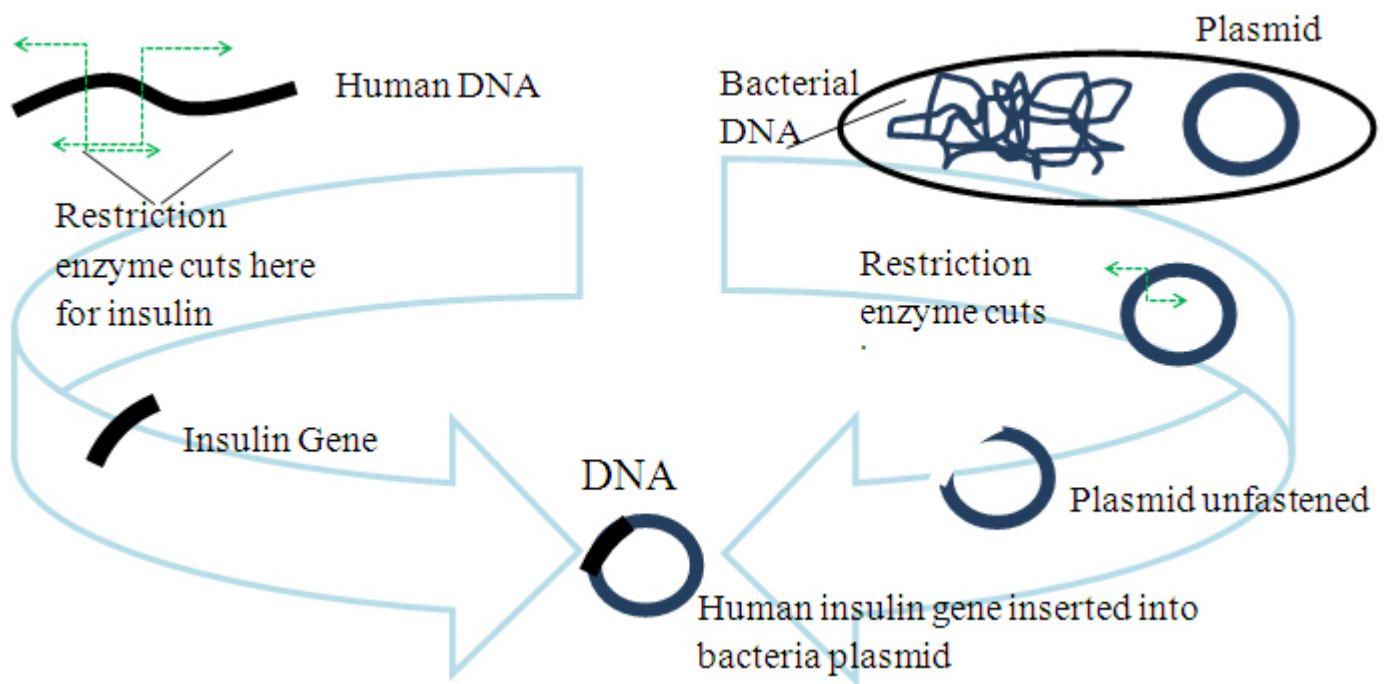 Plasmid
Human DNA
Bacterial
DNA
Restriction
enzyme cuts here
for insulin
Restriction
enzyme cuts
.
Insulin Gene
DNA
Plasmid unfastened
Human insulin gene inserted into
bacteria plasmid